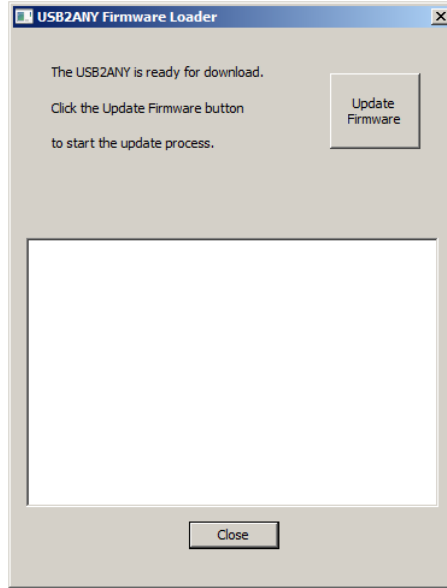 USB2ANY Firmware Loader
The USB2ANY is ready for download.
Click the Update Firmware button
to start the update process.
Update
Firmware
Close